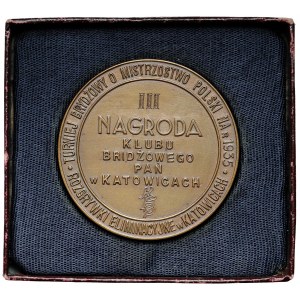 TURNIEJ BRIDŻOWY O MISTRZOSTWO POLSKI NA R. 1935
ROZGRYWKI ELIMINACYJNE w KATOWICACH
III
NAGRODA
KLUBU
BRIDŻOWEGO
PAŃ
w KATOWICACH